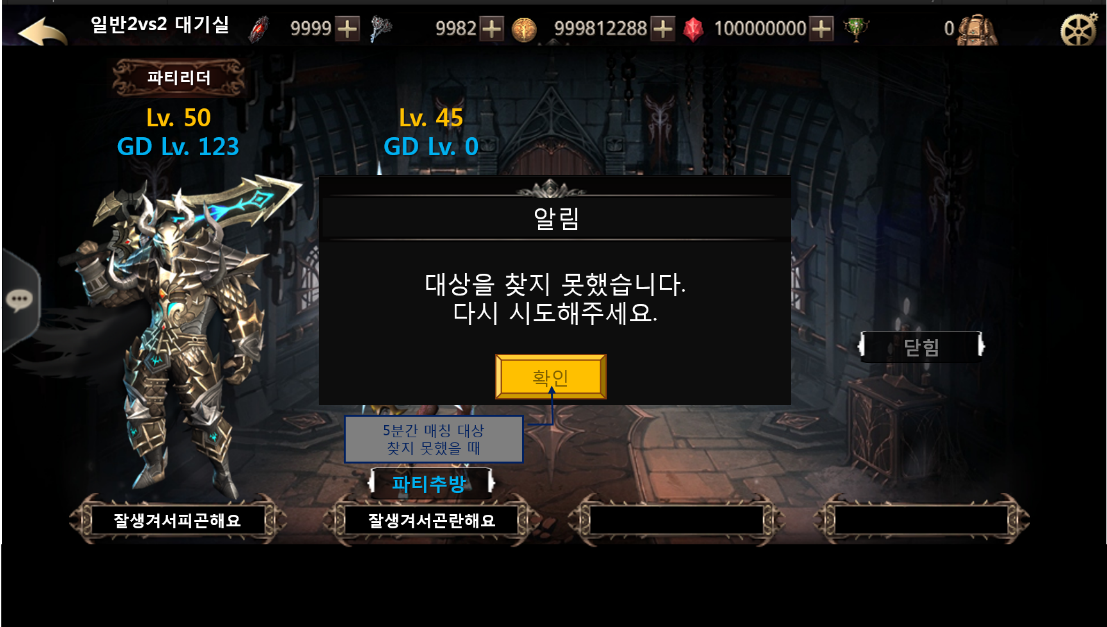 일반2vs2 대기실
9999
9982
999812288
100000000
0
파티리더
Lv. 50
GD Lv. 123
Lv. 45
GD Lv. 0
알림
대상을 찾지 못했습니다.
다시 시도해주세요.
확인
닫힘
5분간 매칭 대상
찾지 못했을 때
파티추방
잘생겨서피곤해요
잘생겨서곤란해요